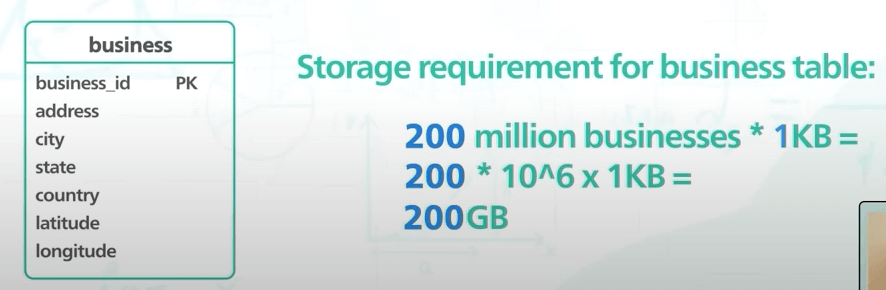 business
business_id PK
address
city
state
country
latitude
longitude
Storage requirement for business table:
200 million businesses * 1KB =
200 * 10^6 x 1KB =
200GB